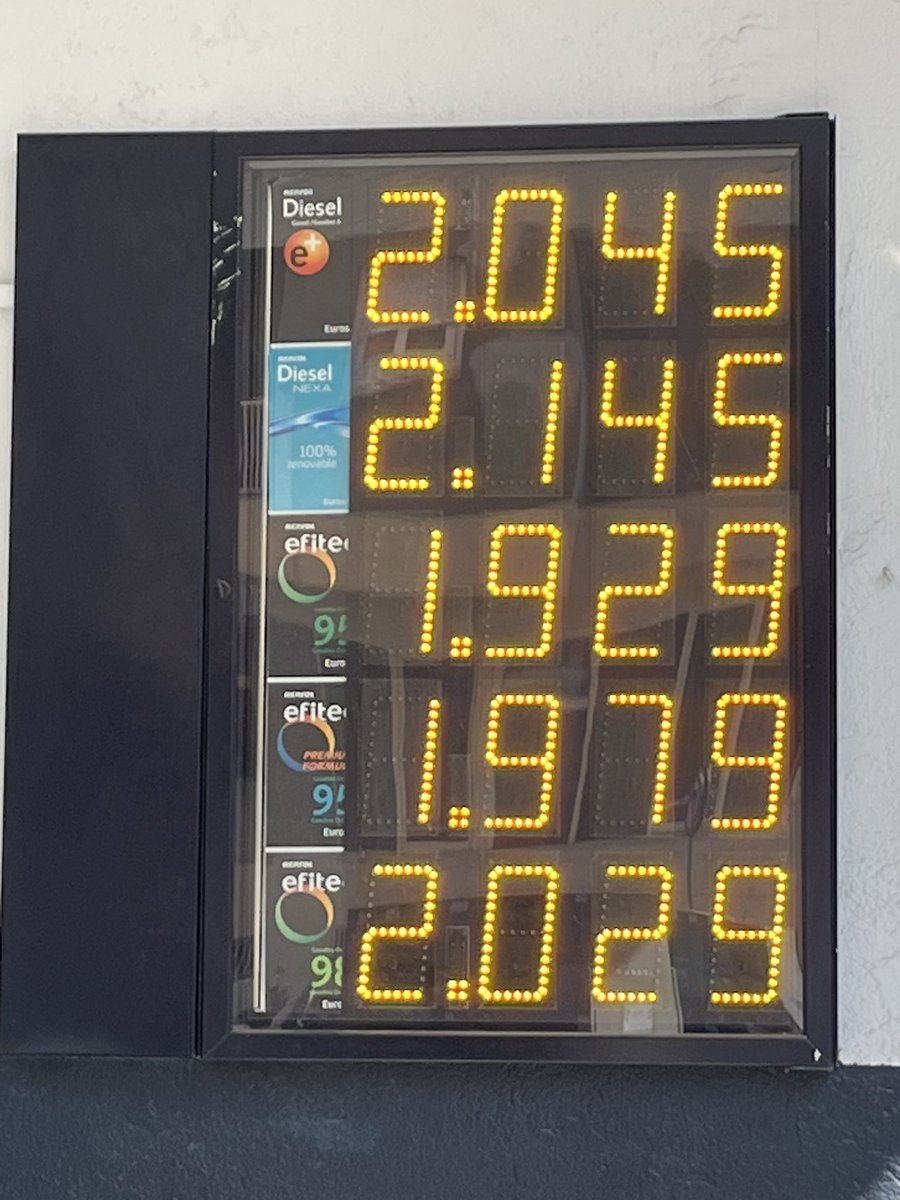 Diesel
e+
2.045
Diesel
NEXA
100%
renovable
2.145
efite
95
1.929
efite
95
1.979
efite
98
2.029